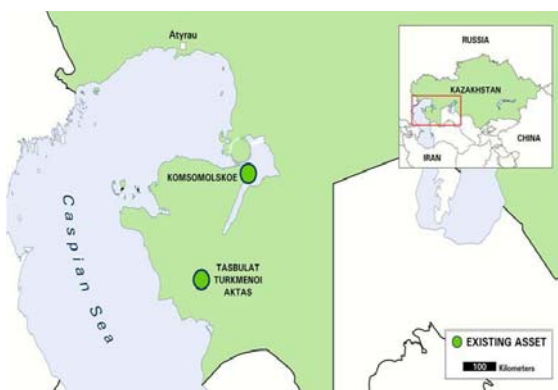 Atyrau
RUSSIA
KAZAKHSTAN
CHINA
IRAN
KOMSOMOLSKOE
Caspian Sea
TASBULAT
TURKMENOI
AKTAS
EXISTING ASSET
100 Kilometers